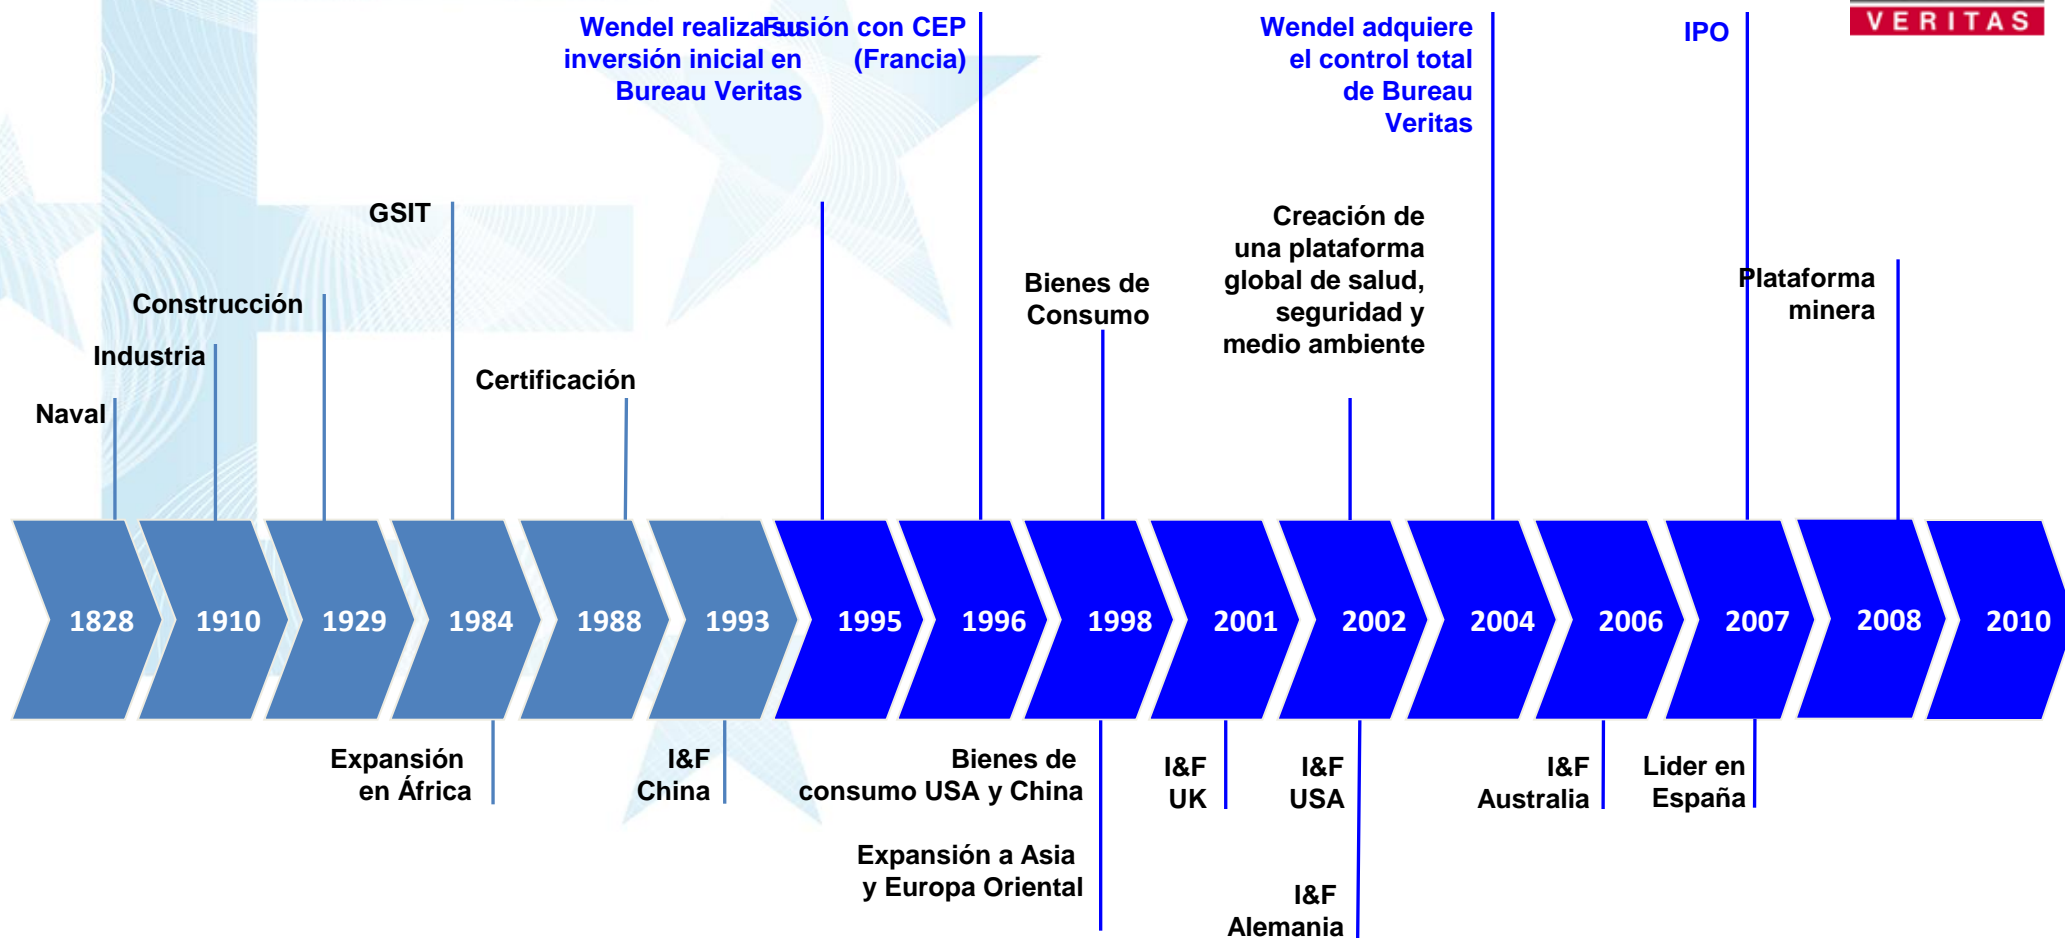 VERITAS
Wendel realiza su
inversión inicial en
Bureau Veritas
Fusión con CEP
(Francia)
Wendel adquiere
el control total
de Bureau
Veritas
IPO
GSIT
Creación de
una plataforma
global de salud,
seguridad y
medio ambiente
Bienes de
Consumo
Plataforma
minera
Construcción
Industria
Certificación
Naval
1828 1910 1929 1984 1988 1993 1995 1996 1998 2001 2002 2004 2006 2007 2008 2010
Expansión
en África
I&F
China
Bienes de
consumo USA y China
I&F
UK
I&F
USA
I&F
Australia
Lider en
España
Expansión a Asia
y Europa Oriental
I&F
Alemania